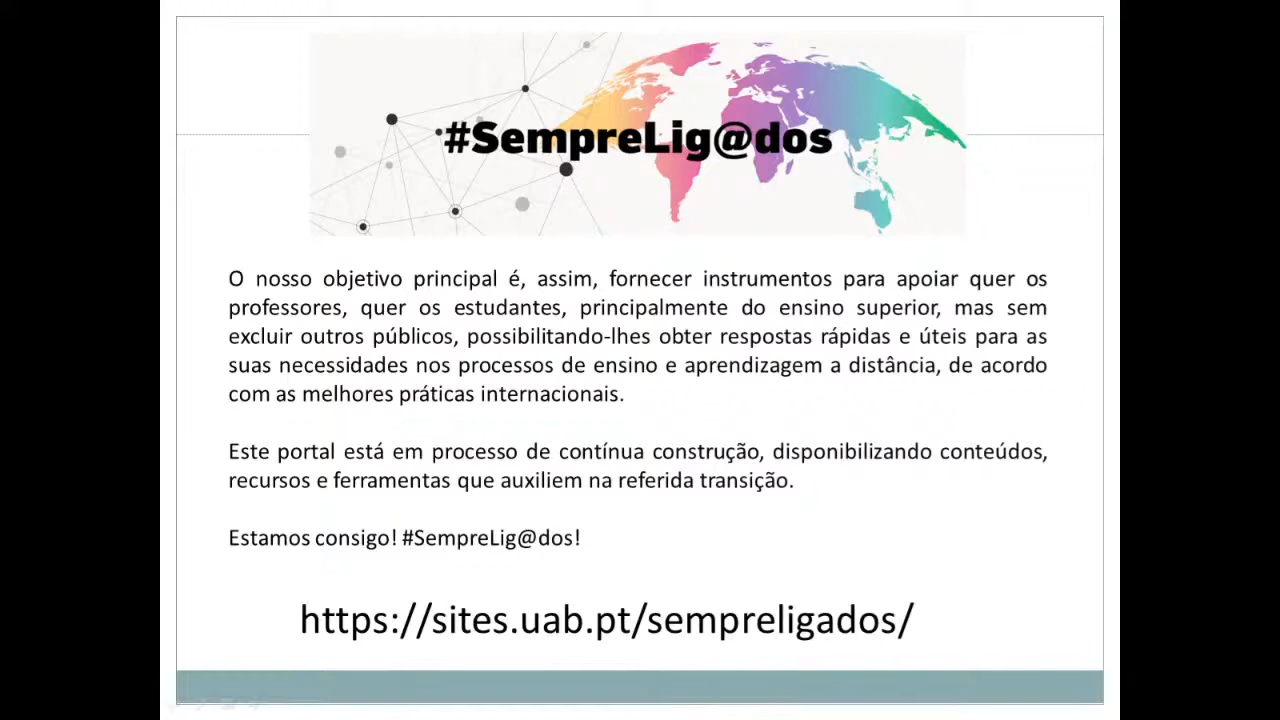 #SempreLig@dos
O nosso objetivo principal é, assim, fornecer instrumentos para apoiar quer os
professores, quer os estudantes, principalmente do ensino superior, mas sem
excluir outros públicos, possibilitando-lhes obter respostas rápidas e úteis para as
suas necessidades nos processos de ensino e aprendizagem a distância, de acordo
com as melhores práticas internacionais.
Este portal está em processo de contínua construção, disponibilizando conteúdos,
recursos e ferramentas que auxiliem na referida transição.
Estamos consigo! #SempreLig@dos!
https://sites.uab.pt/sempreligados/